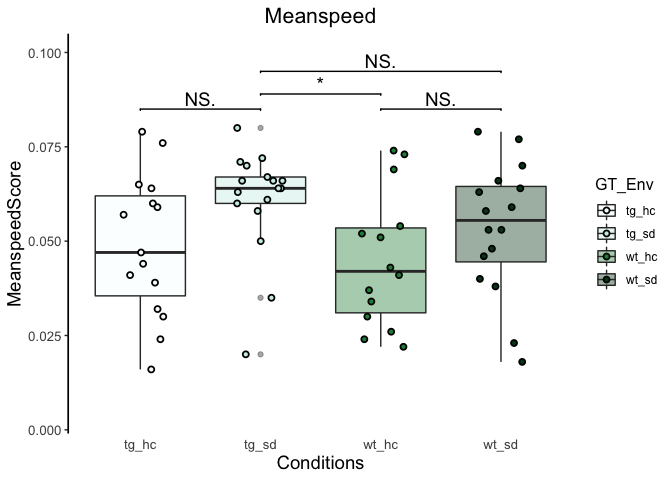 Meanspeed
0.100
0.075
0.050
0.025
0.000
MeanspeedScore
NS.
*
NS.
NS.
tg_hc
tg_sd
wt_hc
wt_sd
Conditions
GT_Env
tg_hc
tg_sd
wt_hc
wt_sd